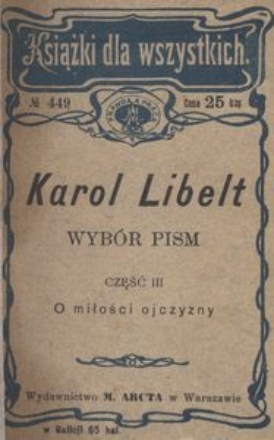 Książki dla wszystkich.
№ 449 Cena 25 kop
Karol Libelt
WYBÓR PISM
CZĘŚĆ III
O miłości ojczyzny
Wydawnictwo M. ARCTA w Warszawie
w Galicji 65 hal.